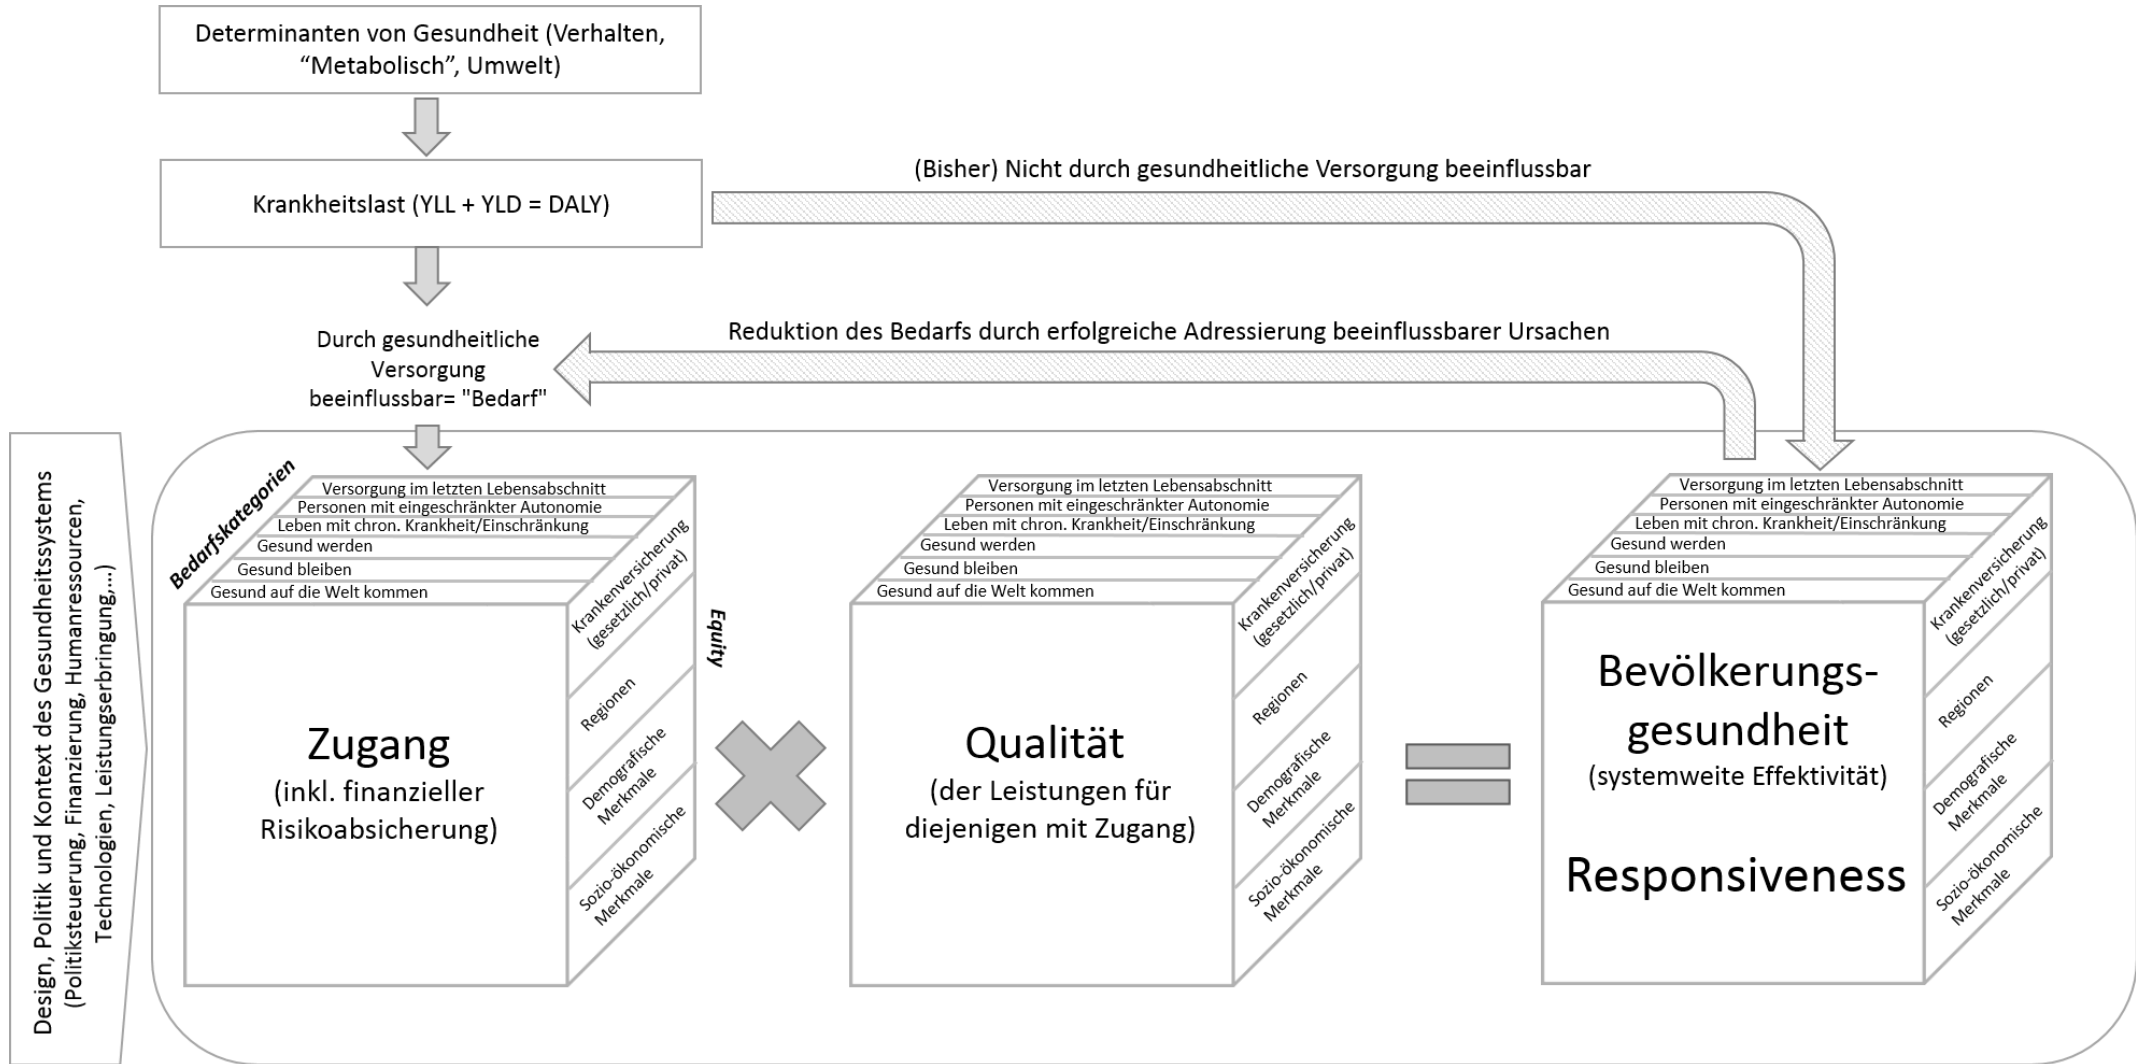 Determinanten von Gesundheit (Verhalten,
“Metabolisch”, Umwelt)
Krankheitslast (YLL + YLD = DALY)
(Bisher) Nicht durch gesundheitliche Versorgung beeinflussbar
Reduktion des Bedarfs durch erfolgreiche Adressierung beeinflussbarer Ursachen
Durch gesundheitliche
Versorgung
beeinflussbar= "Bedarf"
Design, Politik und Kontext des Gesundheitssystems
(Politiksteuerung, Finanzierung, Humanressourcen,
Technologien, Leistungserbringung,...)
Bedarfskategorien
Versorgung im letzten Lebensabschnitt
Personen mit eingeschränkter Autonomie
Leben mit chron. Krankheit/Einschränkung
Gesund werden
Gesund bleiben
Gesund auf die Welt kommen
Krankenversicherung
(gesetzlich/privat)
Regionen
Demografische
Merkmale
Sozio-ökonomische
Merkmale
Equity
Zugang
(inkl. finanzieller
Risikoabsicherung)
Versorgung im letzten Lebensabschnitt
Personen mit eingeschränkter Autonomie
Leben mit chron. Krankheit/Einschränkung
Gesund werden
Gesund bleiben
Gesund auf die Welt kommen
Krankenversicherung
(gesetzlich/privat)
Regionen
Demografische
Merkmale
Sozio-ökonomische
Merkmale
Qualität
(der Leistungen für
diejenigen mit Zugang)
Versorgung im letzten Lebensabschnitt
Personen mit eingeschränkter Autonomie
Leben mit chron. Krankheit/Einschränkung
Gesund werden
Gesund bleiben
Gesund auf die Welt kommen
Krankenversicherung
(gesetzlich/privat)
Regionen
Demografische
Merkmale
Sozio-ökonomische
Merkmale
Bevölkerungs-
gesundheit
(systemweite Effektivität)
Responsiveness